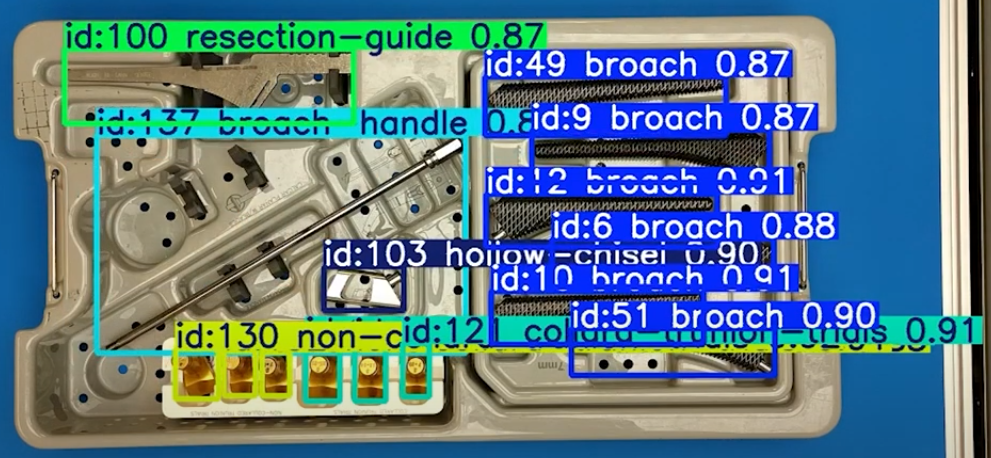 id:100 resection-guide 0.87
id:49 broach 0.87
id:137 broach handle 0.8
id:9 broach 0.87
id:12 broach 0.91
id:6 broach 0.88
id:103 hollow-chisel 0.90
id:10 broach 0.91
id:51 broach 0.90
id:130 non-c
id:12 0.91